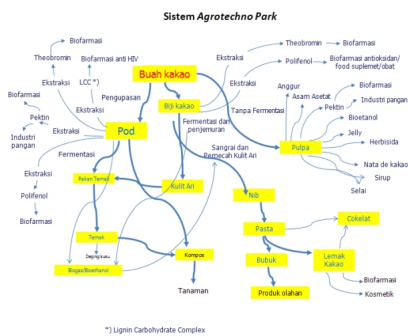 Sistem Agrotechno Park
Theobromin
Biofarmasi
Biofarmasi
Theobromin
Biofarmasi anti HIV
Ekstraksi
Polifenol
Biofarmasi antioksidan/
food suplemet/obat
Ekstraksi
LCC *)
Buah kakao
Ekstraksi
Pengupasan
Biji kakao
Tanpa Fermentasi
Anggur
Asam Asetat
Pektin
Biofarmasi
Industri pangan
Bioetanol
Jelly
Herbisida
Nata de kakao
Sirup
Selai
Pulpa
Biofarmasi
Pektin
Industri
pangan
Ekstraksi
Ekstraksi
Pod
Fermentasi dan
penjemuran
Sangrai dan
Pemecah Kulit Ari
Fermentasi
Ekstraksi
Polifenol
Biofarmasi
Pakan Ternak
Kulit Ari
Nib
Pasta
Cokelat
Ternak
Kompos
Bubuk
Lemak
Kakao
Biogas/Bioethanol
Tanaman
Produk olahan
Biofarmasi
Kosmetik
*) Lignin Carbohydrate Complex